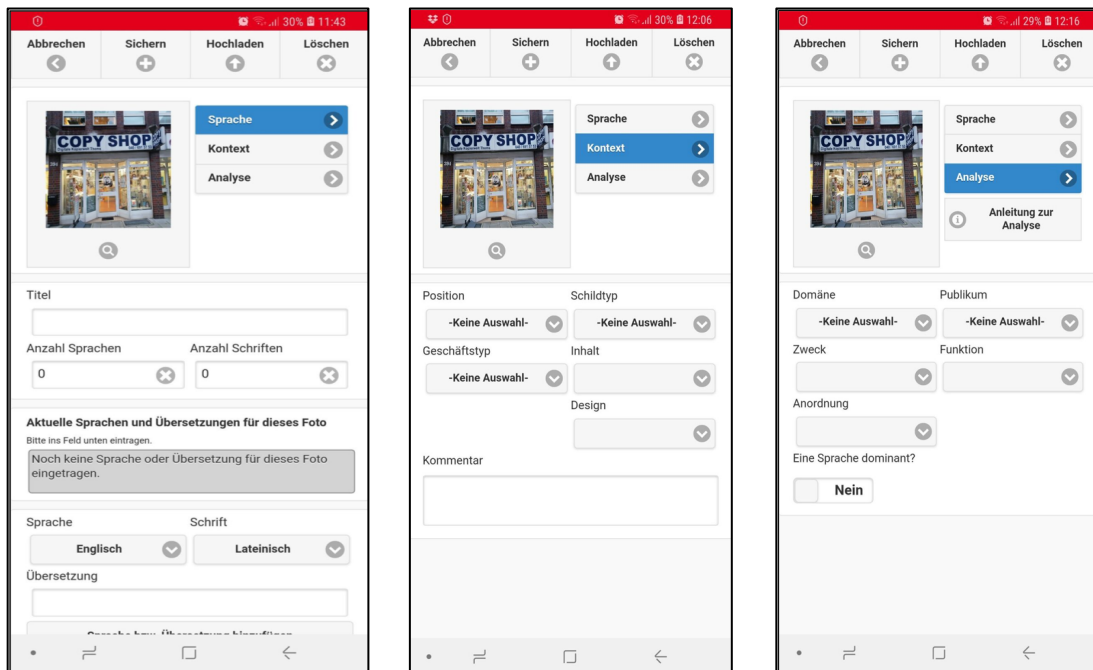 30% 11:43
Abbrechen Sichern Hochladen Löschen
COPY SHOP
Sprache
Kontext
Analyse
Titel
Anzahl Sprachen Anzahl Schriften
0 0
Aktuelle Sprachen und Übersetzungen für dieses Foto
Bitte ins Feld unten eintragen.
Noch keine Sprache oder Übersetzung für dieses Foto
eingetragen.
Sprache Schrift
Englisch Lateinisch
Übersetzung
Sprache bzw. Übersetzung hinzufügen
30% 12:06
Abbrechen Sichern Hochladen Löschen
COPY SHOP
Sprache
Kontext
Analyse
Position Schildtyp
-Keine Auswahl- -Keine Auswahl-
Geschäftstyp Inhalt
-Keine Auswahl-
Design
Kommentar
29% 12:16
Abbrechen Sichern Hochladen Löschen
COPY SHOP
Sprache
Kontext
Analyse
Anleitung zur
Analyse
Domäne Publikum
-Keine Auswahl- -Keine Auswahl-
Zweck Funktion
Anordnung
Eine Sprache dominant?
Nein